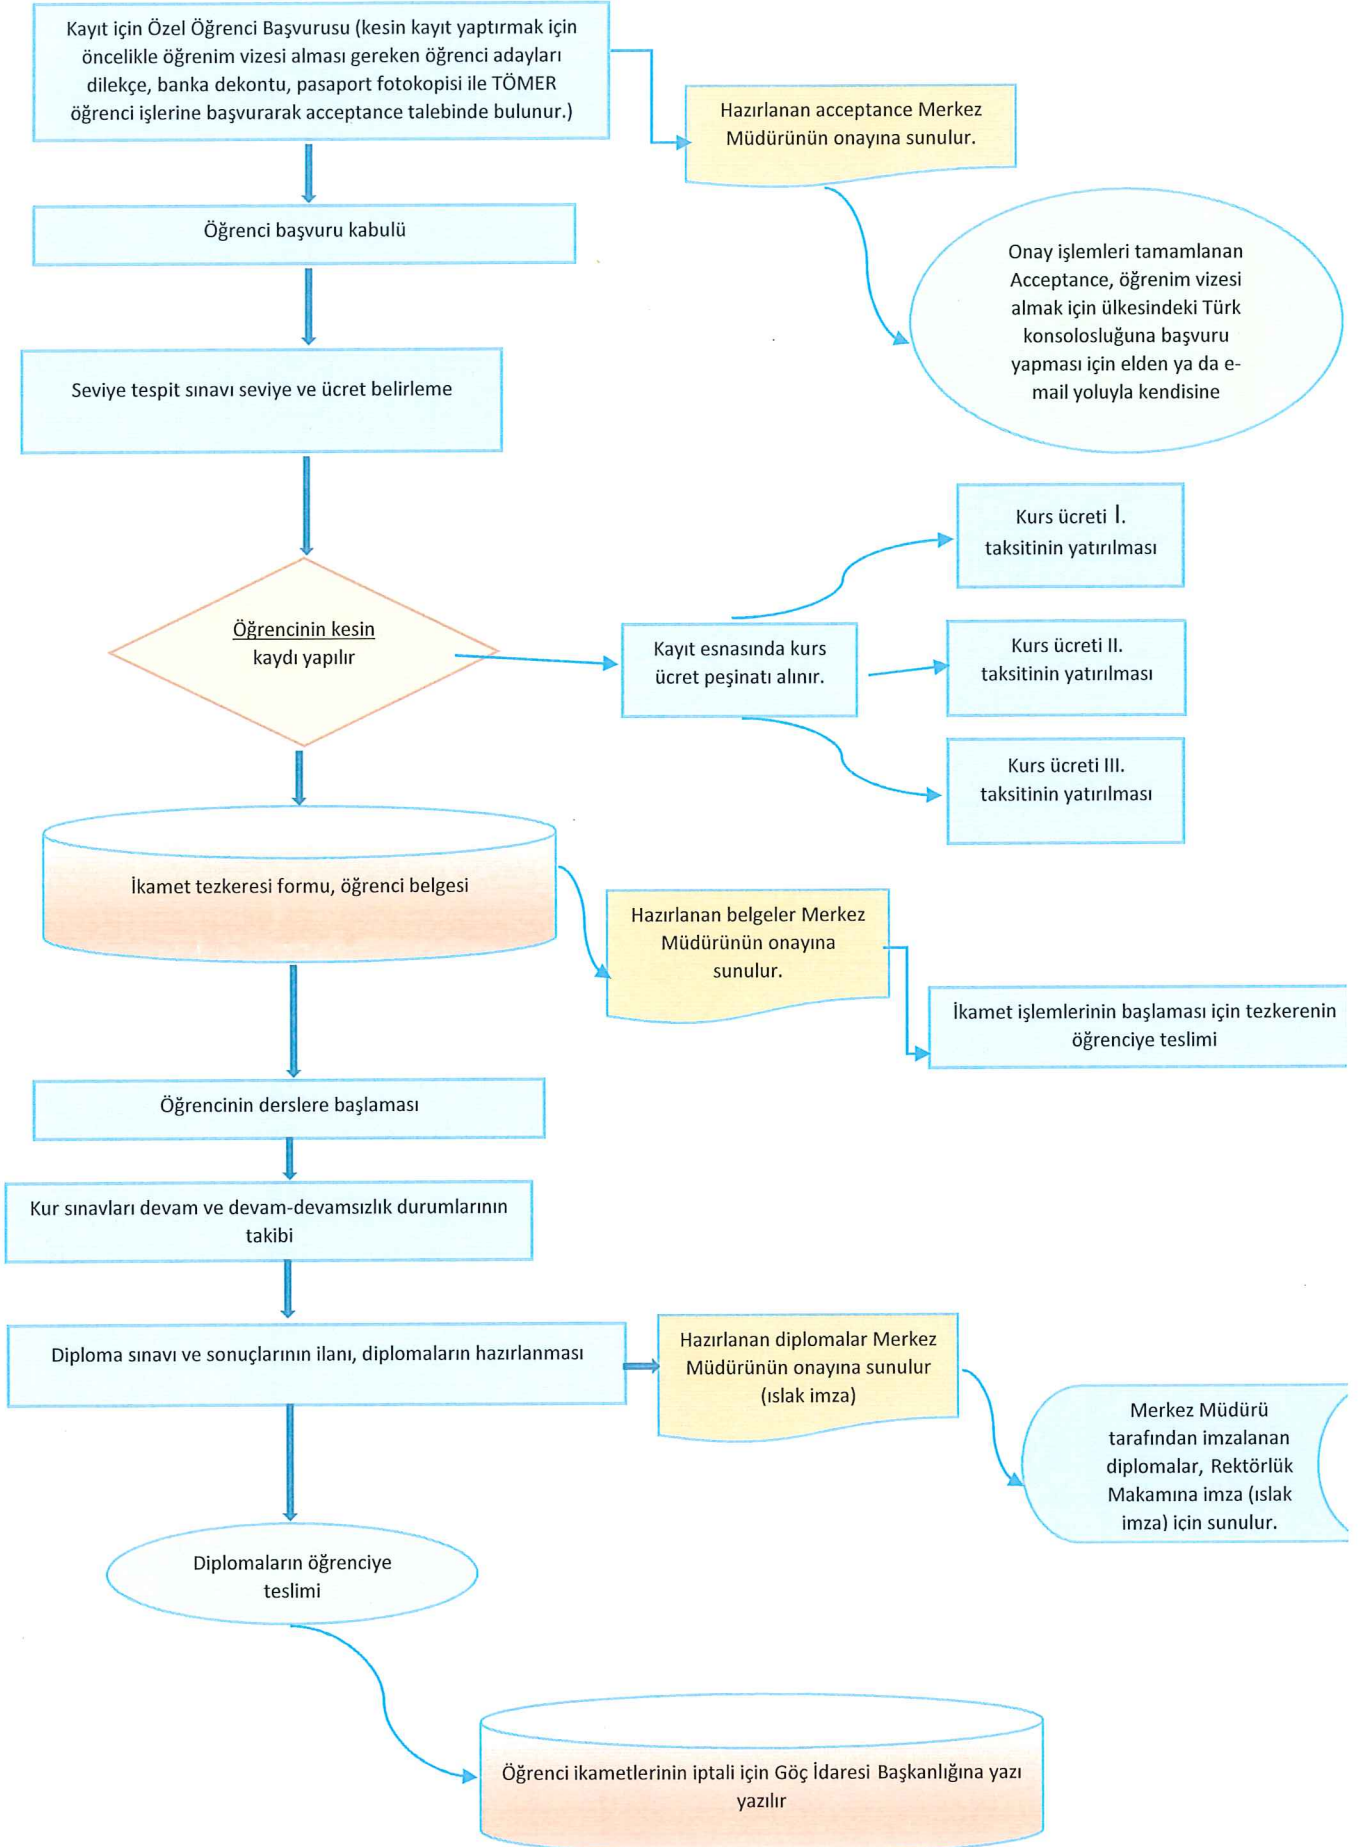 Kayıt için Özel Öğrenci Başvurusu (kesin kayıt yaptırmak için
öncelikle öğrenim vizesi alması gereken öğrenci adayları
dilekçe, banka dekontu, pasaport fotokopisi ile TÖMER
öğrenci işlerine başvurarak acceptance talebinde bulunur.)
Hazırlanan acceptance Merkez
Müdürünün onayına sunulur.
Öğrenci başvuru kabulü
Onay işlemleri tamamlanan
Acceptance, öğrenim vizesi
almak için ülkesindeki Türk
konsolosluğuna başvuru
yapması için elden ya da e-
mail yoluyla kendisine
Seviye tespit sınavı seviye ve ücret belirleme
Kurs ücreti I.
taksitinin yatırılması
Öğrencinin kesin
kaydı yapılır
Kayıt esnasında kurs
ücret peşinatı alınır.
Kurs ücreti II.
taksitinin yatırılması
Kurs ücreti III.
taksitinin yatırılması
İkamet tezkeresi formu, öğrenci belgesi
Hazırlanan belgeler Merkez
Müdürünün onayına
sunulur.
İkamet işlemlerinin başlaması için tezkerenin
öğrenciye teslimi
Öğrencinin derslere başlaması
Kur sınavları devam ve devam-devamsızlık durumlarının
takibi
Diploma sınavı ve sonuçlarının ilanı, diplomaların hazırlanması
Hazırlanan diplomalar Merkez
Müdürünün onayına sunulur
(ıslak imza)
Merkez Müdürü
tarafından imzalanan
diplomalar, Rektörlük
Makamına imza (ıslak
imza) için sunulur.
Diplomaların öğrenciye
teslimi
Öğrenci ikametlerinin iptali için Göç İdaresi Başkanlığına yazı
yazılır